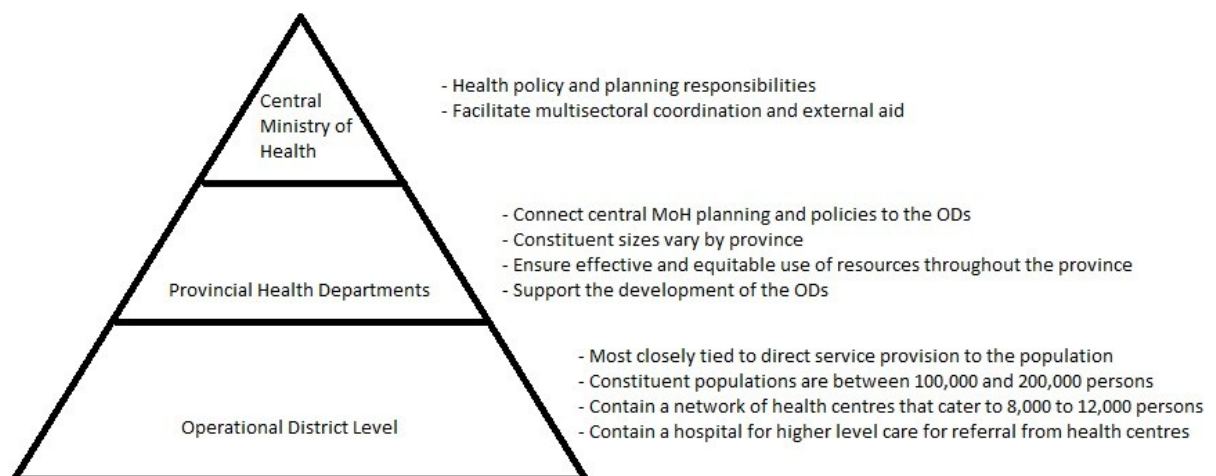 Central
Ministry of
Health
- Health policy and planning responsibilities
- Facilitate multisectoral coordination and external aid
Provincial Health Departments
- Connect central MoH planning and policies to the ODs
- Constituent sizes vary by province
- Ensure effective and equitable use of resources throughout the province
- Support the development of the ODs
Operational District Level
- Most closely tied to direct service provision to the population
- Constituent populations are between 100,000 and 200,000 persons
- Contain a network of health centres that cater to 8,000 to 12,000 persons
- Contain a hospital for higher level care for referral from health centres